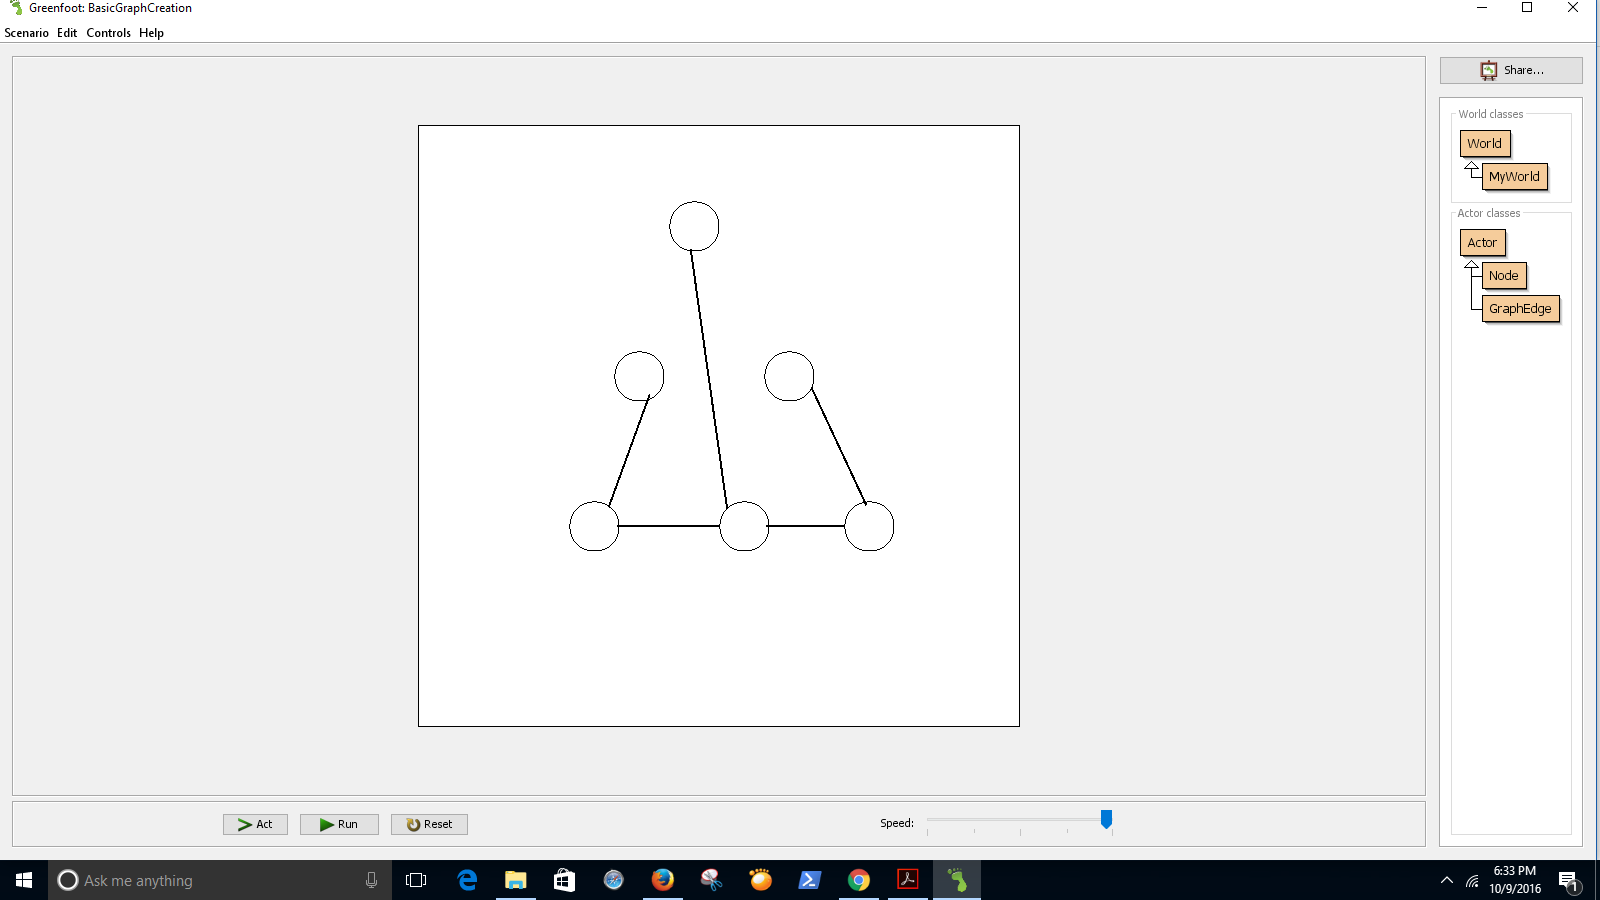 Greenfoot: BasicGraphCreation
Scenario Edit Controls Help
Share...
World classes
World
MyWorld
Actor classes
Actor
Node
GraphEdge
Act Run Reset Speed:
Ask me anything
6:33 PM
10/9/2016
1